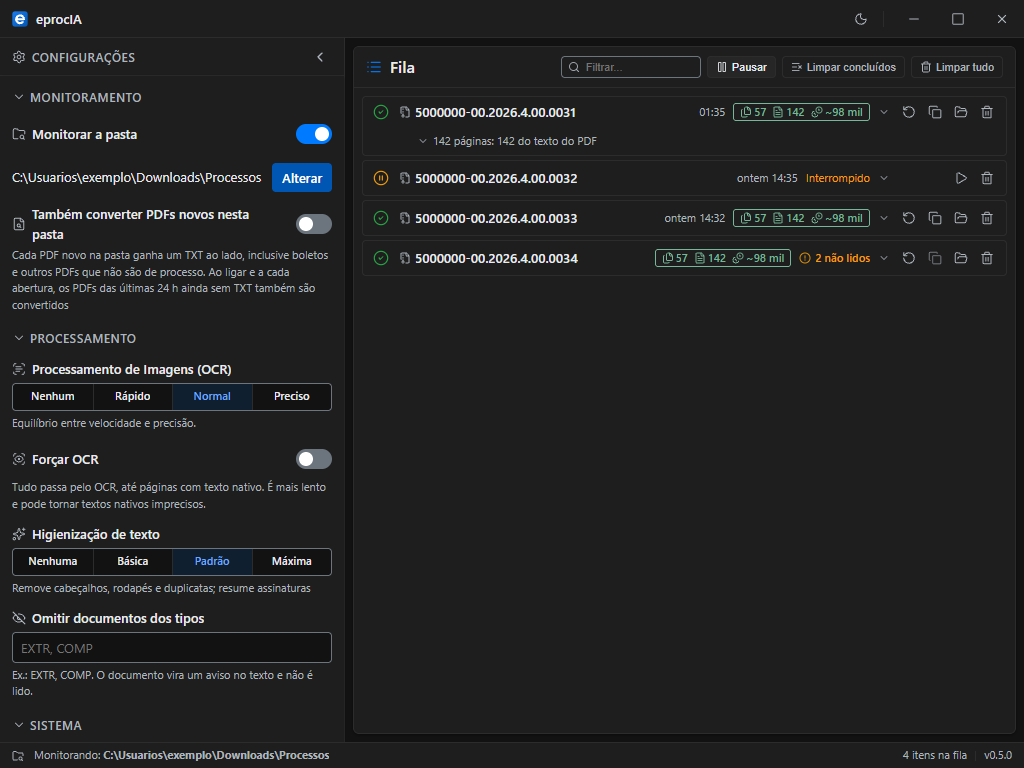 eprocIA
CONFIGURAÇÕES
MONITORAMENTO
Monitorar a pasta
C:\Usuarios\exemplo\Downloads\Processos
Alterar
Também converter PDFs novos nesta
pasta
Cada PDF novo na pasta ganha um TXT ao lado, inclusive boletos
e outros PDFs que não são de processo. Ao ligar e a cada
abertura, os PDFs das últimas 24 h ainda sem TXT também são
convertidos
PROCESSAMENTO
Processamento de Imagens (OCR)
Nenhum Rápido Normal Preciso
Equilíbrio entre velocidade e precisão.
Forçar OCR
Tudo passa pelo OCR, até páginas com texto nativo. É mais lento
e pode tornar textos nativos imprecisos.
Higienização de texto
Nenhuma Básica Padrão Máxima
Remove cabeçalhos, rodapés e duplicatas; resume assinaturas
Omitir documentos dos tipos
EXTR, COMP
Ex.: EXTR, COMP. O documento vira um aviso no texto e não é
lido.
SISTEMA
Fila
Filtrar...
Pausar
Limpar concluídos
Limpar tudo
5000000-00.2026.4.00.0031 01:35 57 142 ~98 mil
142 páginas: 142 do texto do PDF
5000000-00.2026.4.00.0032 ontem 14:35 Interrompido
5000000-00.2026.4.00.0033 ontem 14:32 57 142 ~98 mil
5000000-00.2026.4.00.0034 57 142 ~98 mil 2 não lidos
Monitorando: C:\Usuarios\exemplo\Downloads\Processos
4 itens na fila
v0.5.0